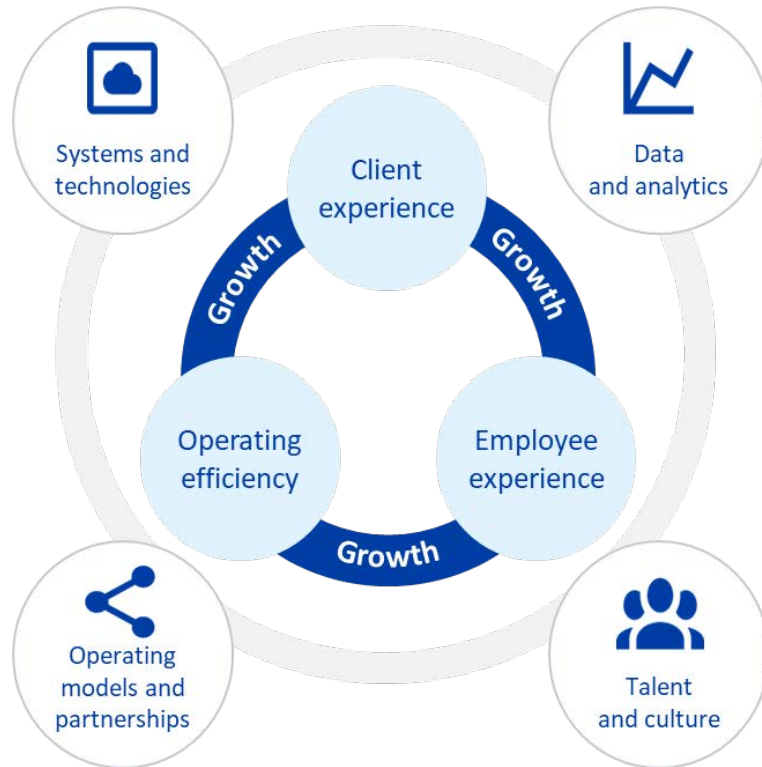 Systems and
technologies
Data
and analytics
Client
experience
Growth
Growth
Operating
efficiency
Employee
experience
Growth
Operating
models and
partnerships
Talent
and culture